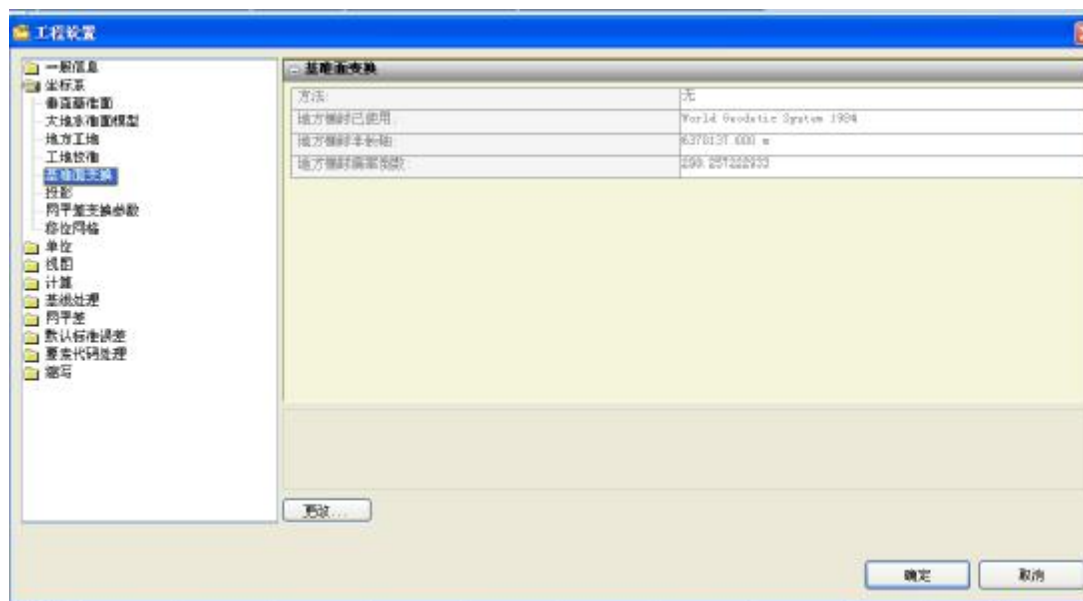 工程设置
一般信息
坐标系
垂直基准面
大地水准面模型
地方工地
工地校准
基准面变换
投影
网平差变换参数
移位网格
单位
视图
计算
基线处理
网平差
默认标准误差
要素代码处理
缩写
基准面变换
方法: 无
地方椭球已使用: World Geodetic System 1984
地方椭球半长轴: 6378137.000 m
地方椭球扁率倒数:
更改...
确定 取消